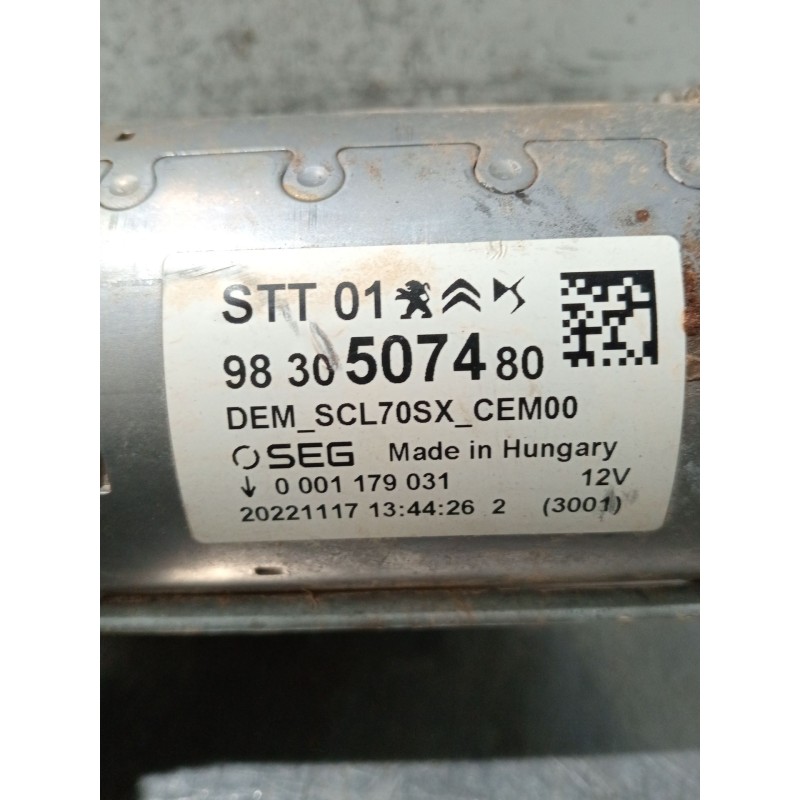 STT 01
98 30 5074 80
DEM_SCL70SX_CEM00
SEG Made in Hungary
↓ 0 001 179 031 12V
20221117 13:44:26 2 (3001)